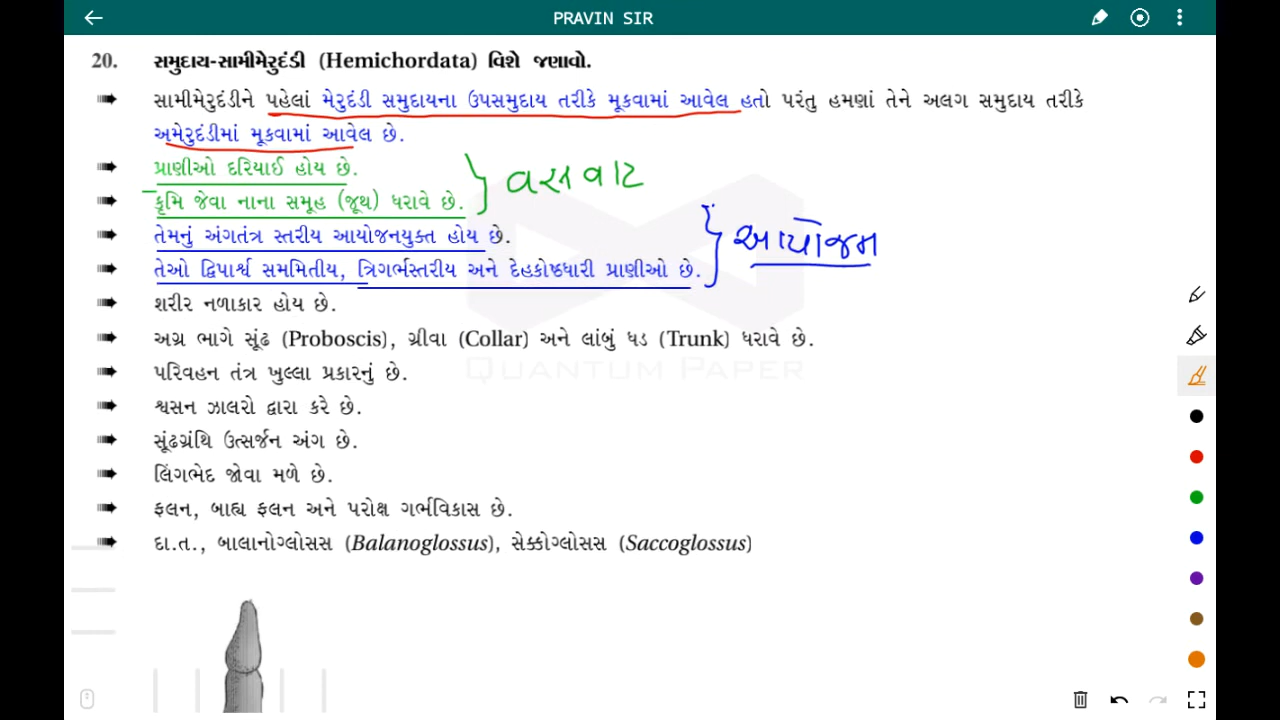 PRAVIN SIR
20. સમુદાય-સામીમેરુદંડી (Hemichordata) વિશે જણાવો.
સામીમેરુદંડીને પહેલાં મેરુદંડી સમુદાયના ઉપસમુદાય તરીકે મૂકવામાં આવેલ હતો પરંતુ હમણાં તેને અલગ સમુદાય તરીકે
અમેરુદંડીમાં મૂકવામાં આવેલ છે.
પ્રાણીઓ દરિયાઈ હોય છે.
વસવાટ
કૃમિ જેવા નાના સમૂહ (જૂથ) ધરાવે છે.
તેમનું અંગતંત્ર સ્તરીય આયોજનયુક્ત હોય છે.
આયોજન
તેઓ દ્વિપાર્શ્વ સમમિતીય, ત્રિગર્ભસ્તરીય અને દેહકોષ્ઠધારી પ્રાણીઓ છે.
શરીર નળાકાર હોય છે.
અગ્ર ભાગે સૂંઢ (Proboscis), ગ્રીવા (Collar) અને લાંબું ધડ (Trunk) ધરાવે છે.
QUANTUM PAPER
પરિવહન તંત્ર ખુલ્લા પ્રકારનું છે.
શ્વસન ઝાલરો દ્વારા કરે છે.
સૂંઢગ્રંથિ ઉત્સર્જન અંગ છે.
લિંગભેદ જોવા મળે છે.
ફલન, બાહ્ય ફલન અને પરોક્ષ ગર્ભવિકાસ છે.
દા.ત., બાલાનોગ્લોસસ (Balanoglossus), સેક્કોગ્લોસસ (Saccoglossus)